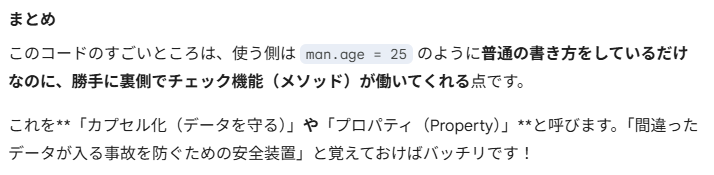 まとめ
このコードのすごいところは、使う側は man.age = 25 のように普通の書き方をしているだけ
なのに、勝手に裏側でチェック機能（メソッド）が働いてくれる点です。
これを**「カプセル化（データを守る）」や「プロパティ（Property）」**と呼びます。「間違った
データが入る事故を防ぐための安全装置」と覚えておけばバッチリです！